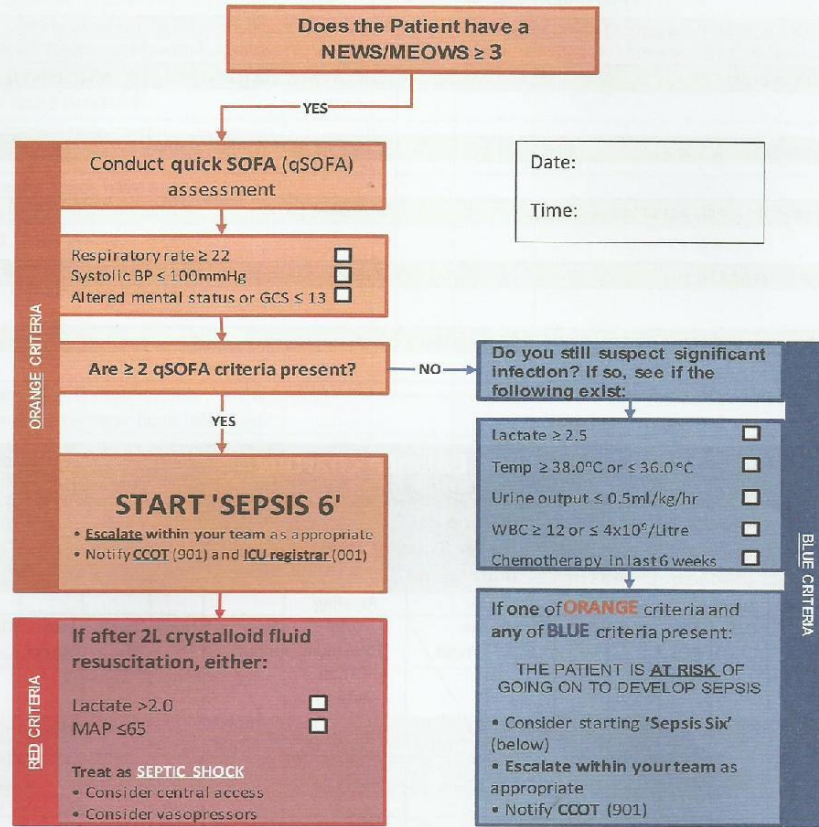 Does the Patient have a
NEWS/MEOWS ≥ 3
YES
Conduct quick SOFA (qSOFA)
assessment
Date:
Time:
Respiratory rate ≥ 22
Systolic BP ≤ 100mmHg
Altered mental status or GCS ≤ 13
ORANGE CRITERIA
Are ≥ 2 qSOFA criteria present?
NO
Do you still suspect significant
infection? If so, see if the
following exist:
YES
Lactate ≥ 2.5
Temp ≥ 38.0°C or ≤ 36.0°C
Urine output ≤ 0.5ml/kg/hr
WBC ≥ 12 or ≤ 4x10⁹/Litre
Chemotherapy in last 6 weeks
BLUE CRITERIA
START 'SEPSIS 6'
• Escalate within your team as appropriate
• Notify CCOT (901) and ICU registrar (001)
If one of ORANGE criteria and
any of BLUE criteria present:
THE PATIENT IS AT RISK OF
GOING ON TO DEVELOP SEPSIS
• Consider starting 'Sepsis Six'
(below)
• Escalate within your team as
appropriate
• Notify CCOT (901)
RED CRITERIA
If after 2L crystalloid fluid
resuscitation, either:
Lactate >2.0
MAP ≤65
Treat as SEPTIC SHOCK
• Consider central access
• Consider vasopressors